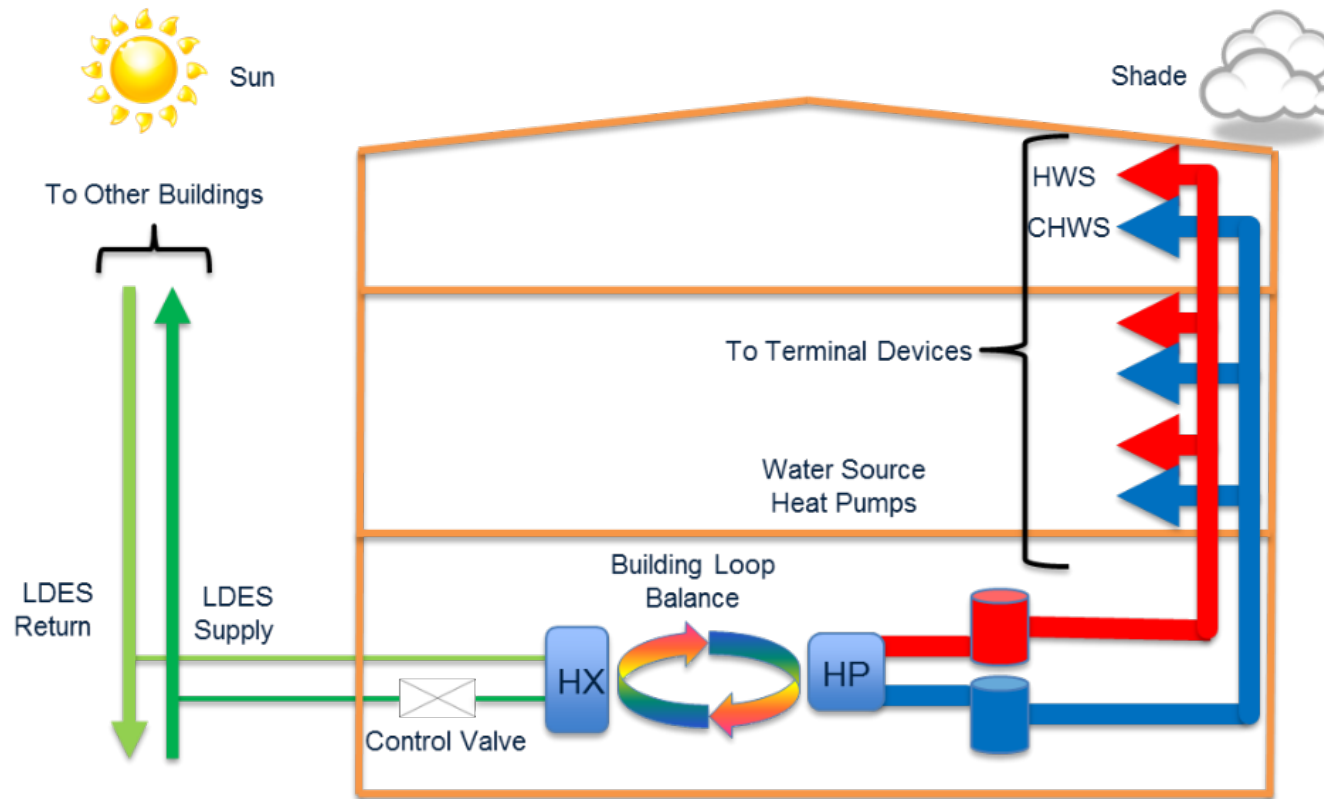 Sun
Shade
To Other Buildings
HWS
CHWS
To Terminal Devices
Water Source
Heat Pumps
Building Loop
Balance
LDES
Return
LDES
Supply
HX
HP
Control Valve